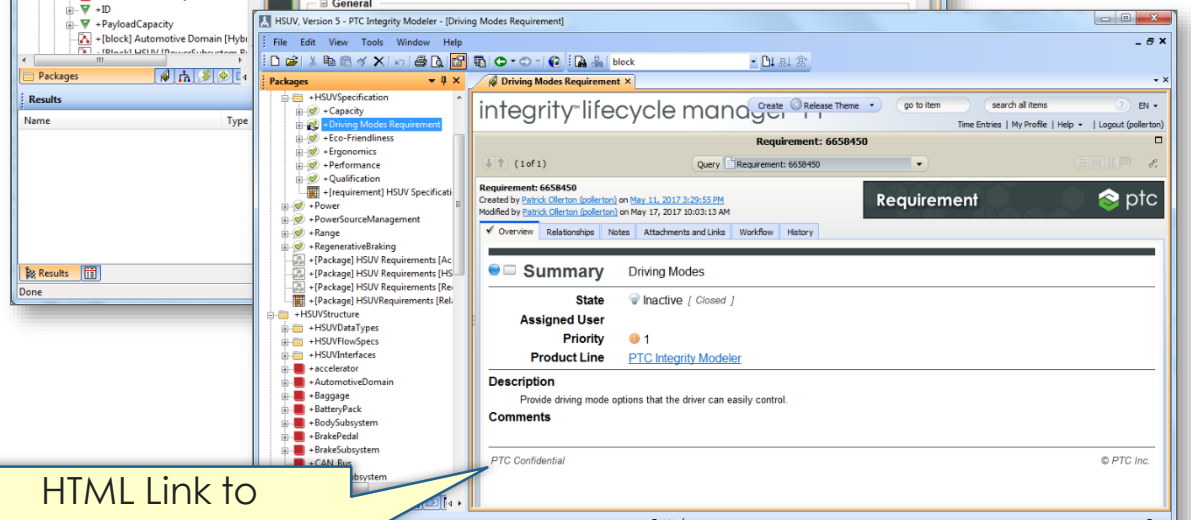 +ID
+PayloadCapacity
+[block] Automotive Domain [Hybri
Packages
Results
Name Type
Results
Done
General
HSUV, Version 5 - PTC Integrity Modeler - [Driving Modes Requirement]
File Edit View Tools Window Help
block
Packages
+HSUVSpecification
+Capacity
+Driving Modes Requirement
+Eco-Friendliness
+Ergonomics
+Performance
+Qualification
+[requirement] HSUV Specificati
+Power
+PowerSourceManagement
+Range
+RegenerativeBraking
+[Package] HSUV Requirements [Ac
+[Package] HSUV Requirements [HS
+[Package] HSUV Requirements [Re
+[Package] HSUVRequirements [Rela
+HSUVStructure
+HSUVDataTypes
+HSUVFlowSpecs
+HSUVInterfaces
+accelerator
+AutomotiveDomain
+Baggage
+BatteryPack
+BodySubsystem
+BrakePedal
+BrakeSubsystem
+CAN_Bus
bsystem
Driving Modes Requirement
integrity lifecycle manager
Create Release Theme go to item search all items EN
Time Entries | My Profile | Help | Logout (pollerton)
Requirement: 6658450
(1 of 1) Query Requirement: 6658450
Requirement: 6658450
Created by Patrick Ollerton (pollerton) on May 11, 2017 3:29:55 PM
Modified by Patrick Ollerton (pollerton) on May 17, 2017 10:03:13 AM
Requirement ptc
Overview Relationships Notes Attachments and Links Workflow History
Summary Driving Modes
State Inactive [ Closed ]
Assigned User
Priority 1
Product Line PTC Integrity Modeler
Description
Provide driving mode options that the driver can easily control.
Comments
PTC Confidential © PTC Inc.
HTML Link to